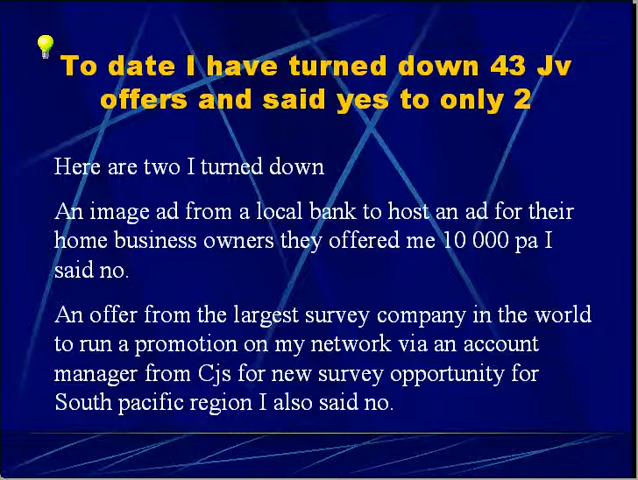 To date I have turned down 43 Jv
offers and said yes to only 2
Here are two I turned down
An image ad from a local bank to host an ad for their
home business owners they offered me 10 000 pa I
said no.
An offer from the largest survey company in the world
to run a promotion on my network via an account
manager from Cjs for new survey opportunity for
South pacific region I also said no.